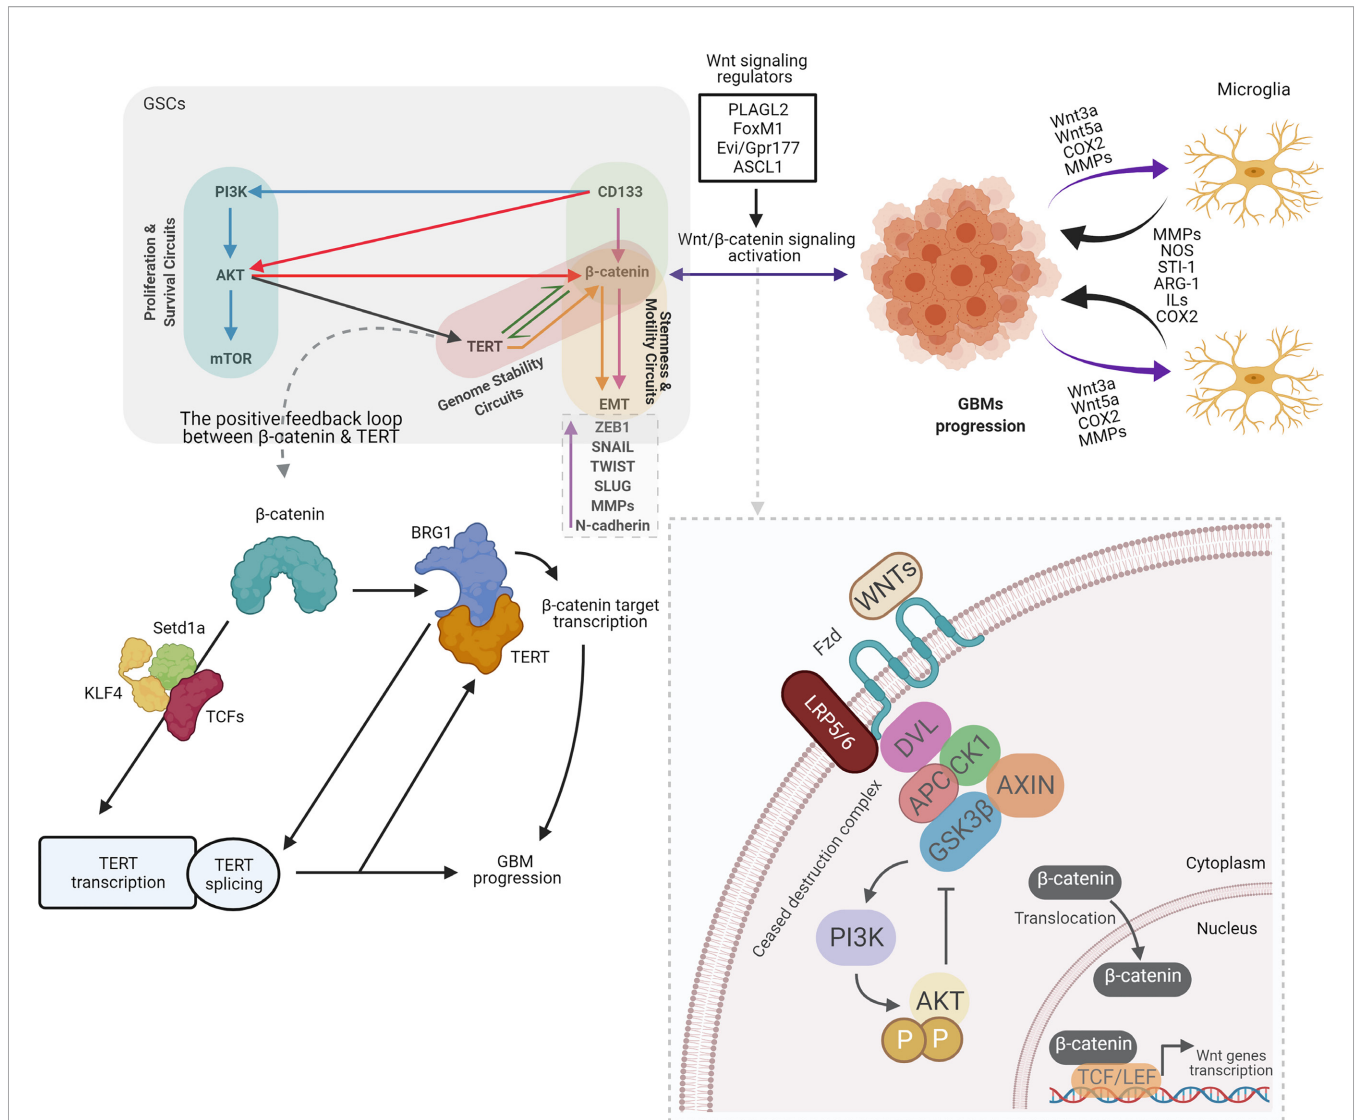 GSCs
Wnt signaling
regulators
PLAGL2
FoxM1
Evi/Gpr177
ASCL1
Wnt/β-catenin signaling
activation
Microglia
Wnt3a
Wnt5a
COX2
MMPs
MMPs
NOS
STI-1
ARG-1
ILs
COX2
Wnt3a
Wnt5a
COX2
MMPs
GBMs
progression
Proliferation &
Survival Circuits
PI3K
AKT
mTOR
CD133
β-catenin
TERT
Genome Stability
Circuits
Stemness &
Motility Circuits
EMT
ZEB1
SNAIL
TWIST
SLUG
MMPs
N-cadherin
The positive feedback loop
between β-catenin & TERT
β-catenin
BRG1
TERT
β-catenin target
transcription
Setd1a
KLF4
TCFs
TERT
transcription
TERT
splicing
GBM
progression
WNTs
Fzd
LRP5/6
DVL
CK1
APC
AXIN
GSK3β
Ceased destruction complex
PI3K
AKT
P
P
β-catenin
Translocation
Cytoplasm
Nucleus
β-catenin
β-catenin
TCF/LEF
Wnt genes
transcription